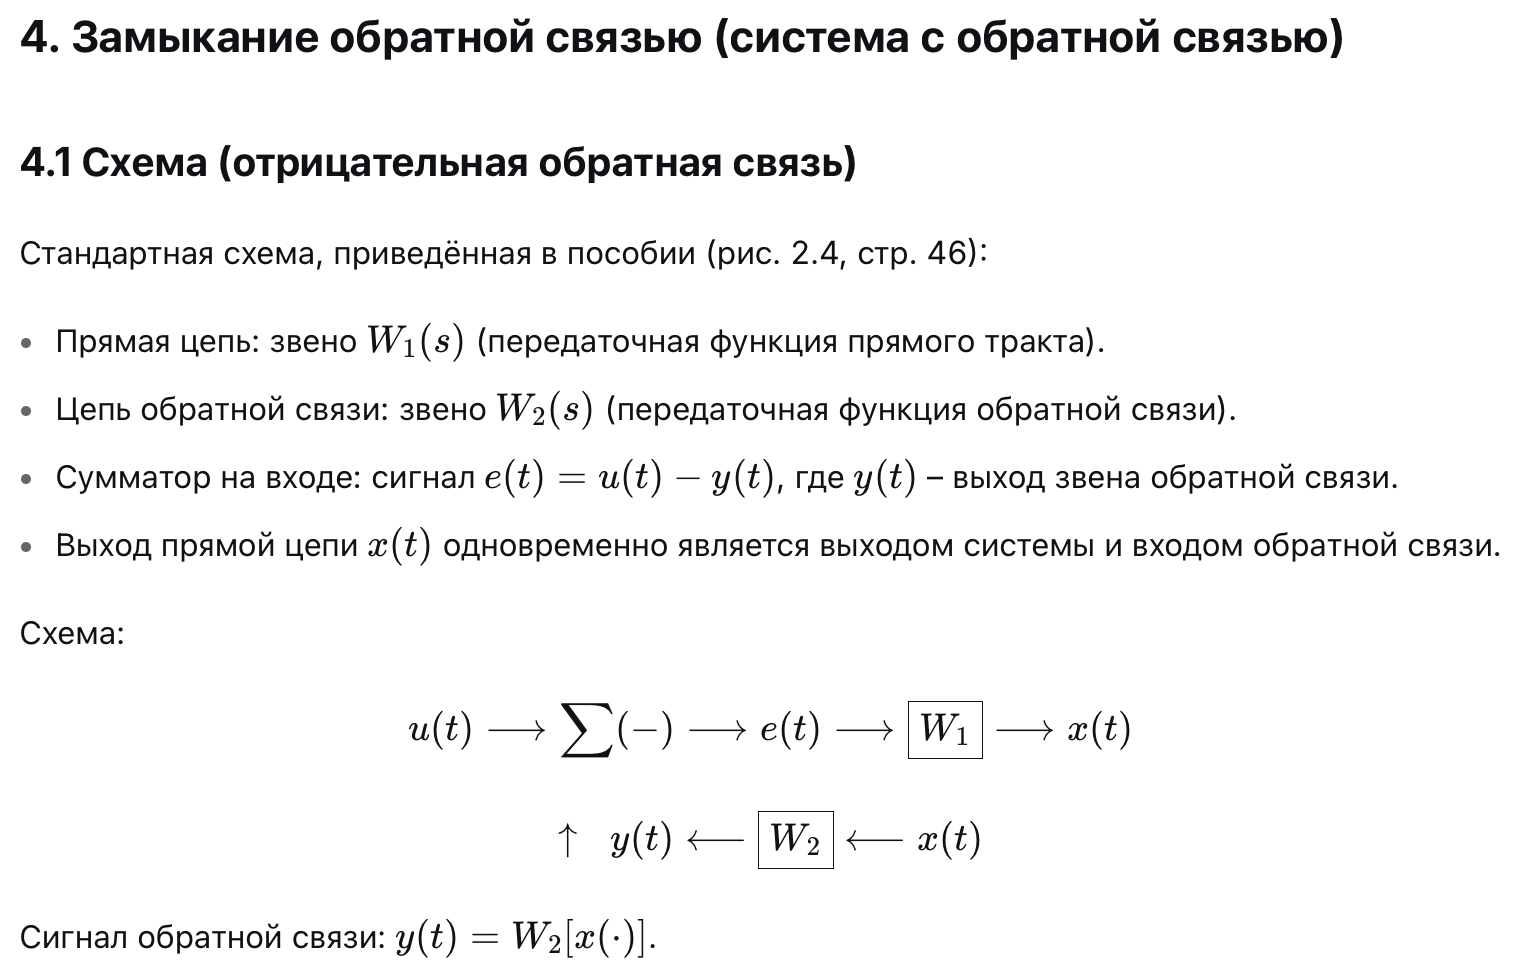 4. Замыкание обратной связью (система с обратной связью)
4.1 Схема (отрицательная обратная связь)
Стандартная схема, приведённая в пособии (рис. 2.4, стр. 46):
• Прямая цепь: звено W₁(s) (передаточная функция прямого тракта).
• Цепь обратной связи: звено W₂(s) (передаточная функция обратной связи).
• Сумматор на входе: сигнал e(t) = u(t) − y(t), где y(t) – выход звена обратной связи.
• Выход прямой цепи x(t) одновременно является выходом системы и входом обратной связи.
Схема:
u(t) ⟶ ∑(−) ⟶ e(t) ⟶ W₁ ⟶ x(t)
↑ y(t) ⟵ W₂ ⟵ x(t)
Сигнал обратной связи: y(t) = W₂[x(·)].